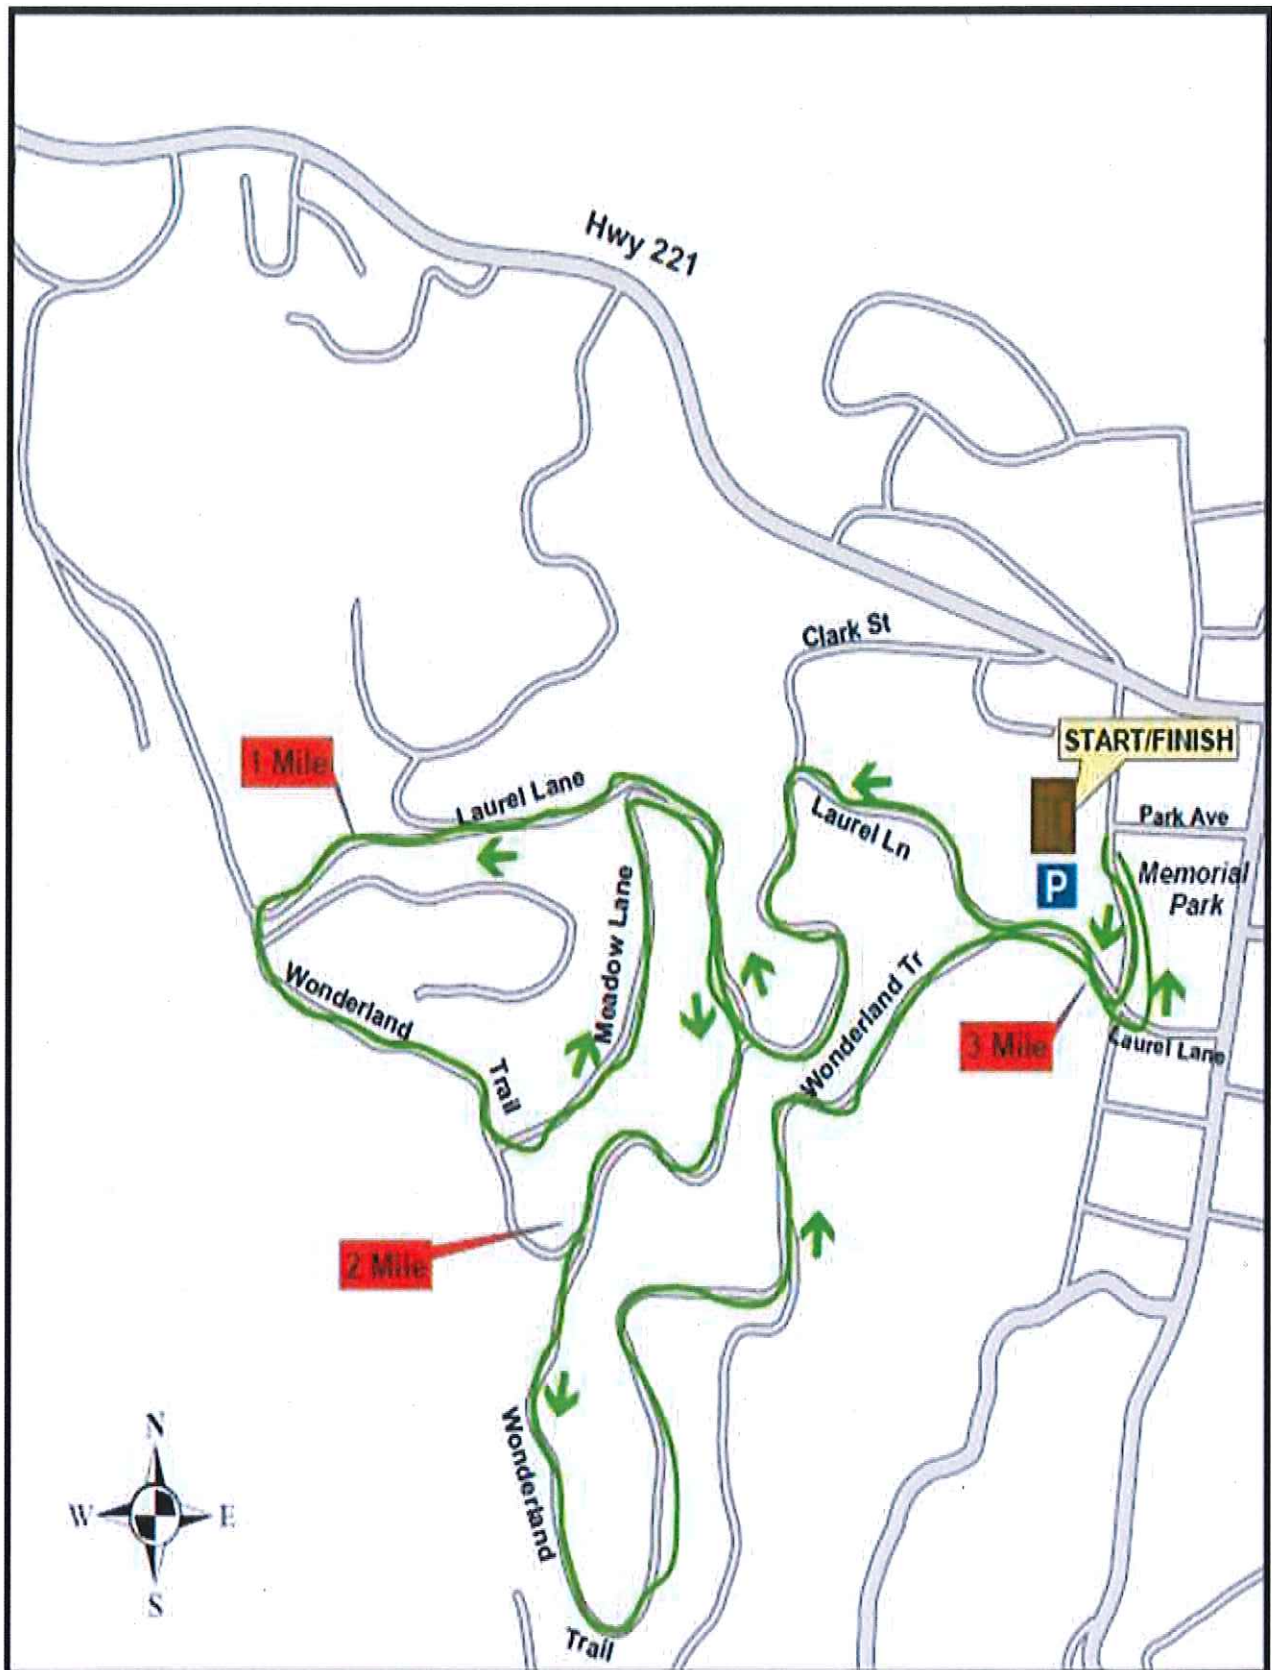 Hwy 221
Clark St
START/FINISH
1 Mile
Laurel Lane
Laurel Ln
Park Ave
P
Memorial
Park
Meadow Lane
Wonderland
Trail
Wonderland Tr
3 Mile
Laurel Lane
2 Mile
Wonderland
Trail
N
W
E
S